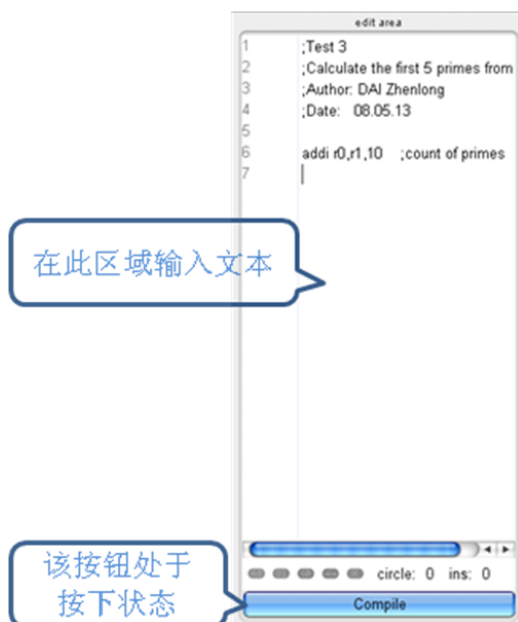 edit area
1 ;Test 3
2 ;Calculate the first 5 primes from
3 ;Author: DAI Zhenlong
4 ;Date: 08.05.13
5
6 addi r0,r1,10 ;count of primes
7
在此区域输入文本
circle: 0 ins: 0
该按钮处于
按下状态
Compile